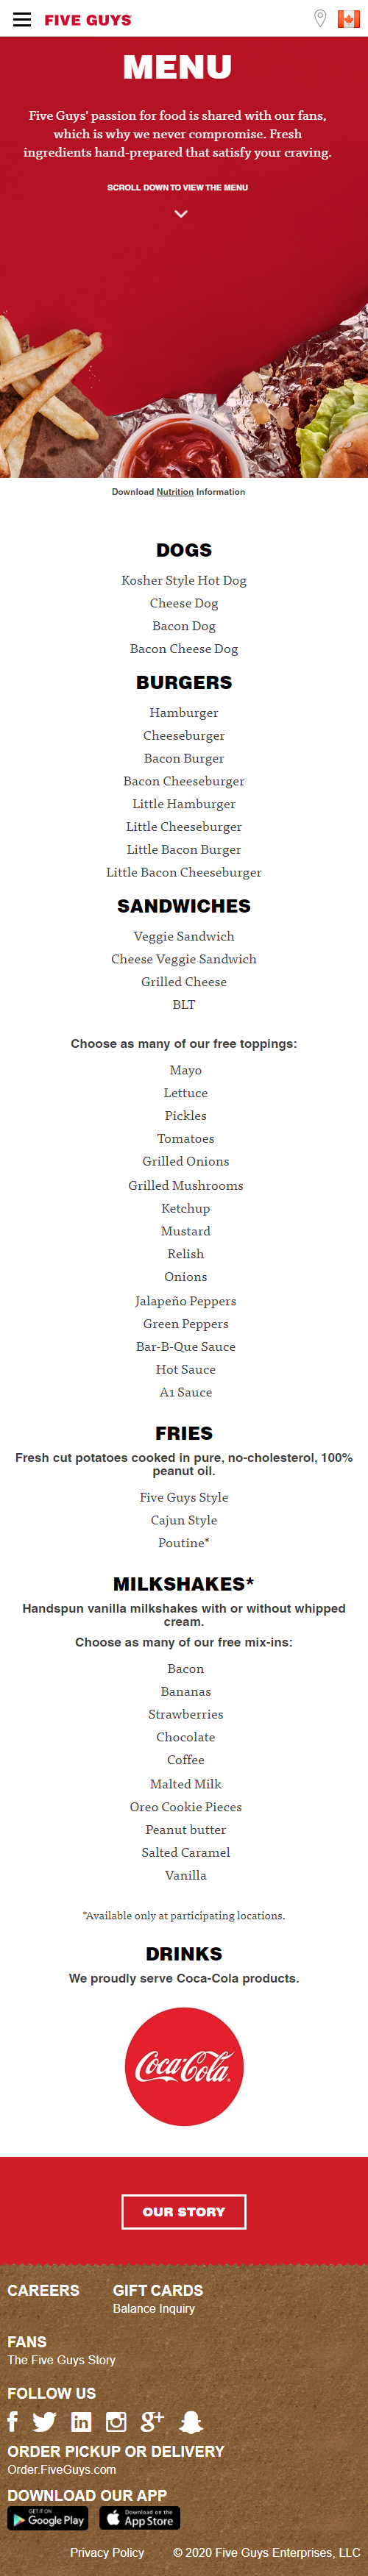 FIVE GUYS
MENU
Five Guys' passion for food is shared with our fans,
which is why we never compromise. Fresh
ingredients hand-prepared that satisfy your craving.
SCROLL DOWN TO VIEW THE MENU
Download Nutrition Information
DOGS
Kosher Style Hot Dog
Cheese Dog
Bacon Dog
Bacon Cheese Dog
BURGERS
Hamburger
Cheeseburger
Bacon Burger
Bacon Cheeseburger
Little Hamburger
Little Cheeseburger
Little Bacon Burger
Little Bacon Cheeseburger
SANDWICHES
Veggie Sandwich
Cheese Veggie Sandwich
Grilled Cheese
BLT
Choose as many of our free toppings:
Mayo
Lettuce
Pickles
Tomatoes
Grilled Onions
Grilled Mushrooms
Ketchup
Mustard
Relish
Onions
Jalapeño Peppers
Green Peppers
Bar-B-Que Sauce
Hot Sauce
A1 Sauce
FRIES
Fresh cut potatoes cooked in pure, no-cholesterol, 100%
peanut oil.
Five Guys Style
Cajun Style
Poutine*
MILKSHAKES*
Handspun vanilla milkshakes with or without whipped
cream.
Choose as many of our free mix-ins:
Bacon
Bananas
Strawberries
Chocolate
Coffee
Malted Milk
Oreo Cookie Pieces
Peanut butter
Salted Caramel
Vanilla
*Available only at participating locations.
DRINKS
We proudly serve Coca-Cola products.
Coca-Cola
OUR STORY
CAREERS GIFT CARDS
Balance Inquiry
FANS
The Five Guys Story
FOLLOW US
ORDER PICKUP OR DELIVERY
Order.FiveGuys.com
DOWNLOAD OUR APP
GET IT ON Google Play Download on the App Store
Privacy Policy © 2020 Five Guys Enterprises, LLC